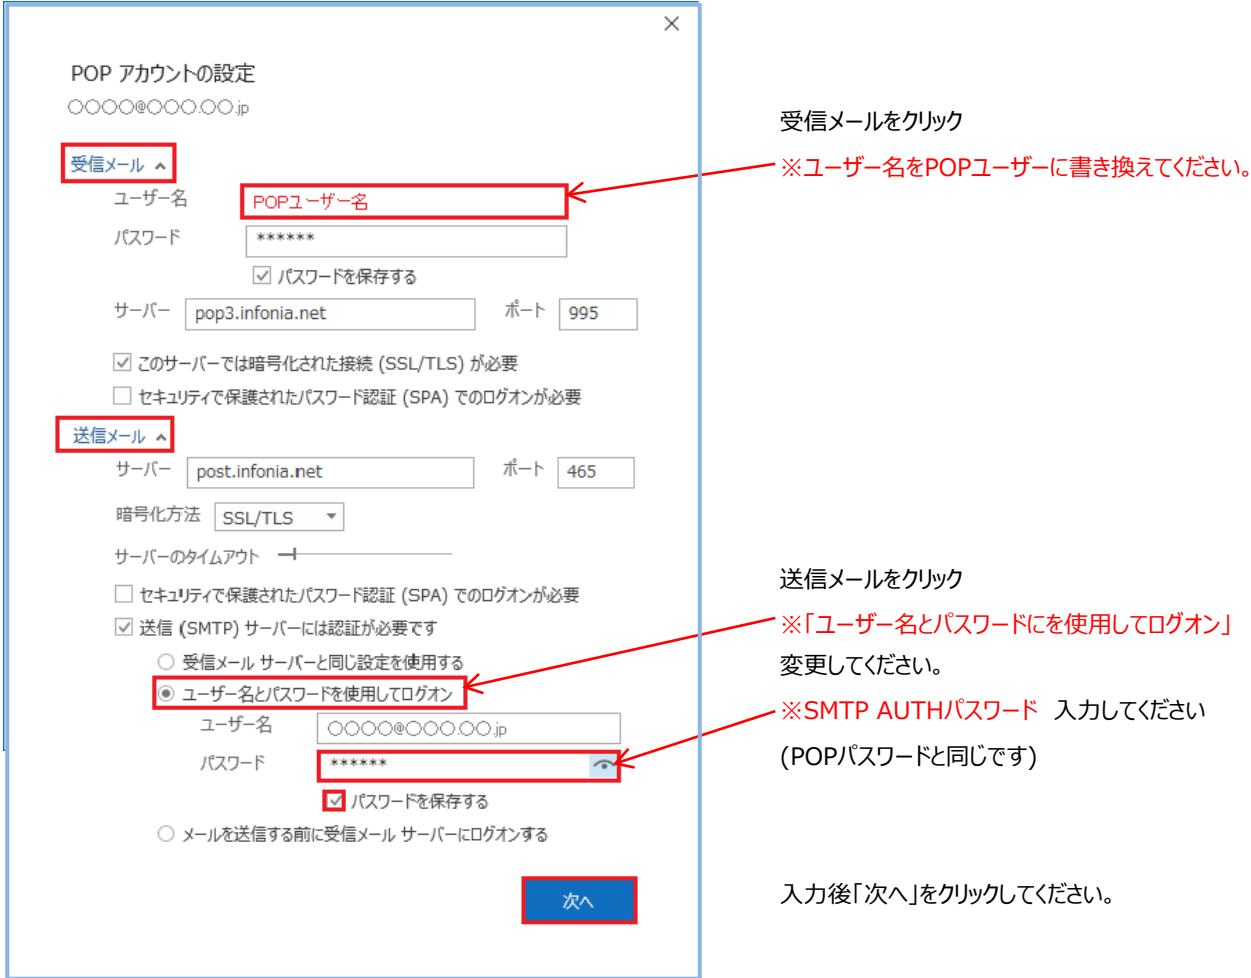 POP アカウントの設定
○○○○@○○○.○○.jp
受信メール
ユーザー名 POPユーザー名
パスワード ******
パスワードを保存する
サーバー pop3.infonia.net ポート 995
このサーバーでは暗号化された接続 (SSL/TLS) が必要
セキュリティで保護されたパスワード認証 (SPA) でのログオンが必要
送信メール
サーバー post.infonia.net ポート 465
暗号化方法 SSL/TLS
サーバーのタイムアウト
セキュリティで保護されたパスワード認証 (SPA) でのログオンが必要
送信 (SMTP) サーバーには認証が必要です
受信メール サーバーと同じ設定を使用する
ユーザー名とパスワードを使用してログオン
ユーザー名 ○○○○@○○○.○○.jp
パスワード ******
パスワードを保存する
メールを送信する前に受信メール サーバーにログオンする
次へ
受信メールをクリック
※ユーザー名をPOPユーザーに書き換えてください。
送信メールをクリック
※「ユーザー名とパスワードにを使用してログオン」
変更してください。
※SMTP AUTHパスワード 入力してください
(POPパスワードと同じです)
入力後「次へ」をクリックしてください。